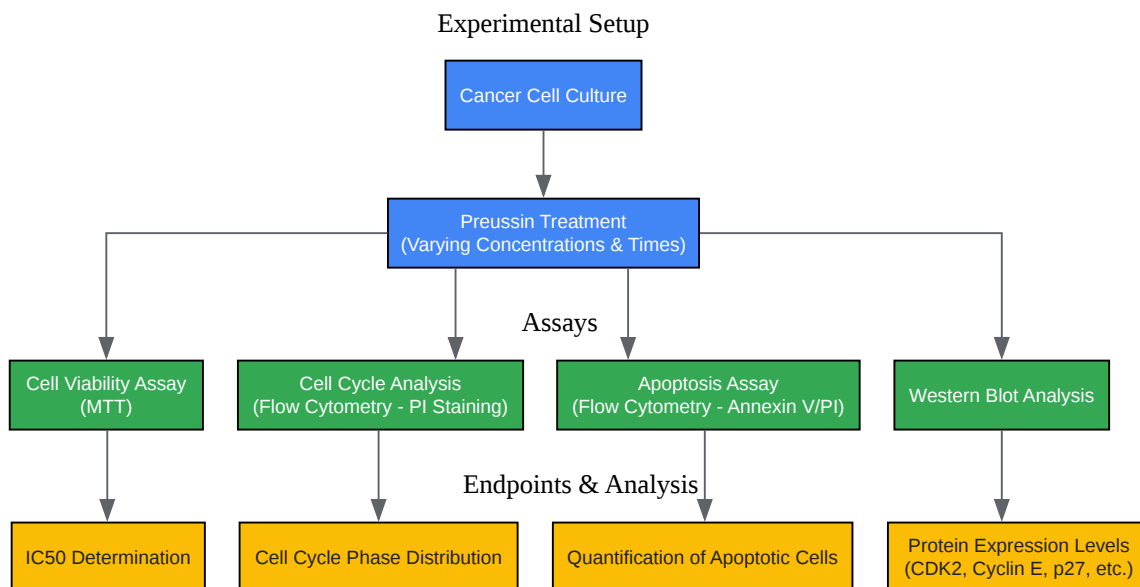 Experimental Setup
Cancer Cell Culture
Preussin Treatment
(Varying Concentrations & Times)
Assays
Cell Viability Assay
(MTT)
Cell Cycle Analysis
(Flow Cytometry - PI Staining)
Apoptosis Assay
(Flow Cytometry - Annexin V/PI)
Western Blot Analysis
Endpoints & Analysis
IC50 Determination
Cell Cycle Phase Distribution
Quantification of Apoptotic Cells
Protein Expression Levels
(CDK2, Cyclin E, p27, etc.)